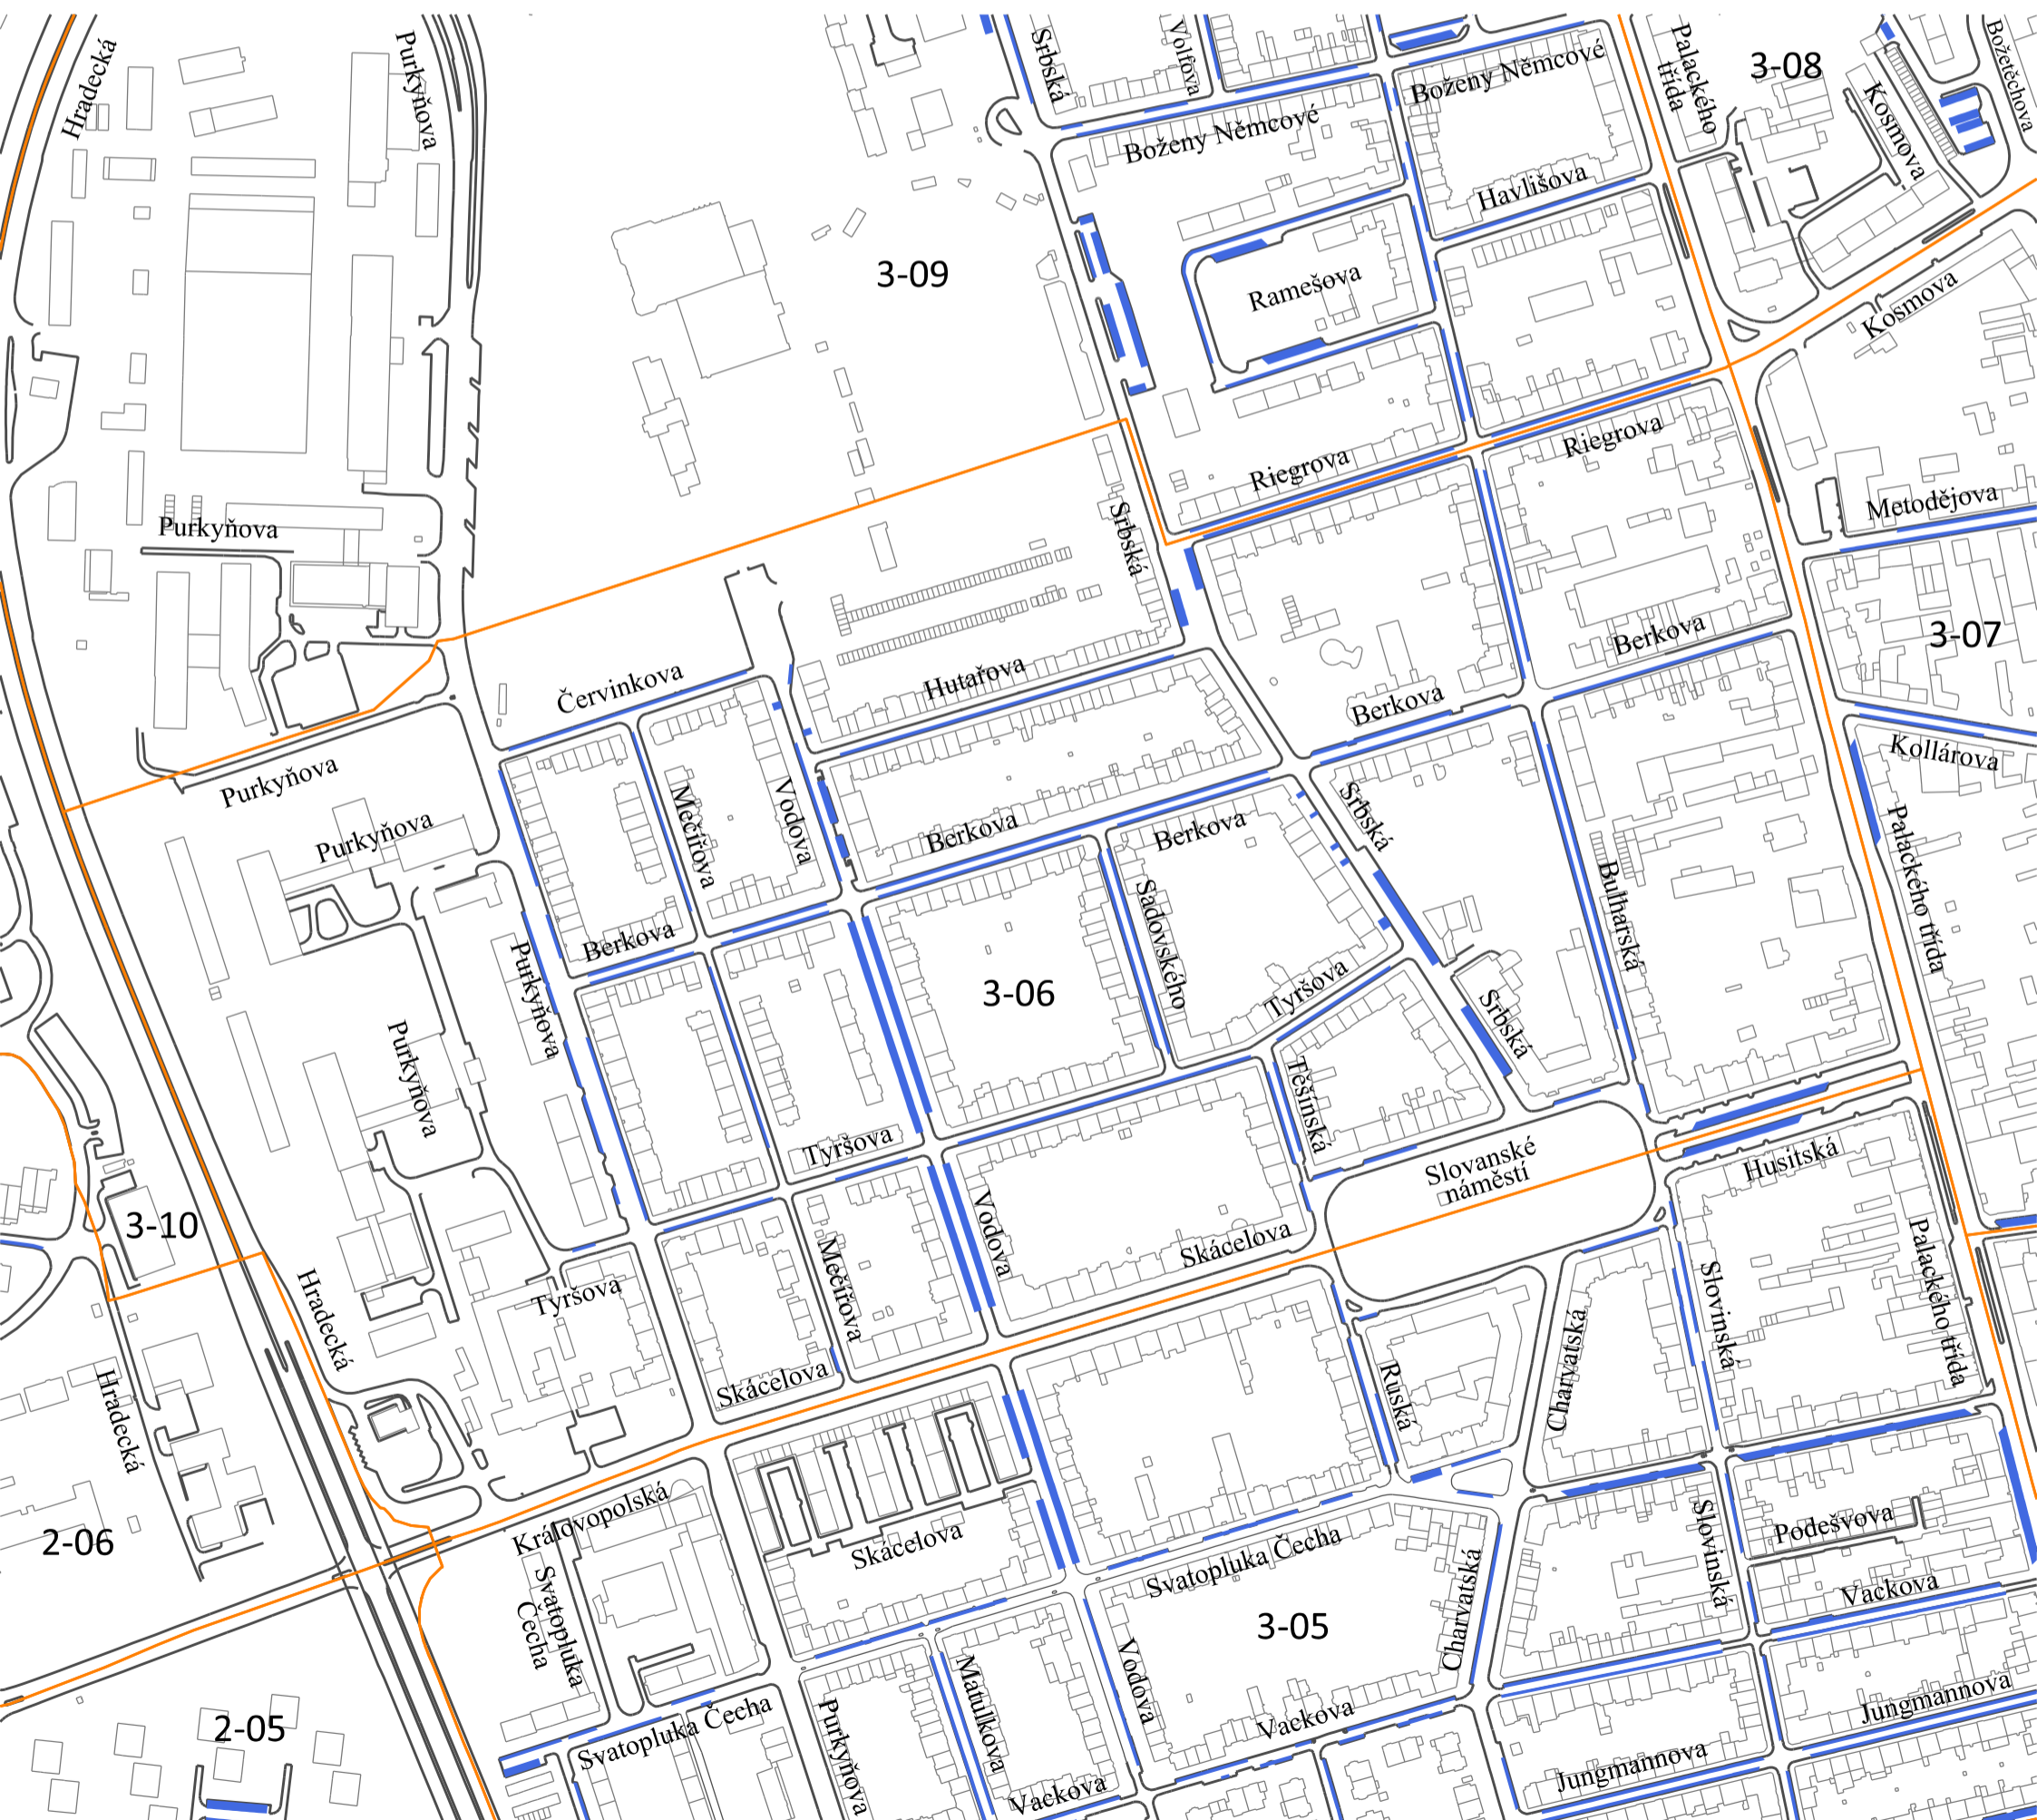 Hradecká
Purkyňova
Srbská
Volfova
Boženy Němcové
Palackého
třída
3-08
Kosmova
Božetěchova
Boženy Němcové
Havlišova
3-09
Ramešova
Kosmova
Riegrova
Riegrova
Metodějova
Purkyňova
Srbská
Berkova
3-07
Červinkova
Hutařova
Berkova
Kollárova
Purkyňova
Purkyňova
Mečířova
Vodova
Berkova
Berkova
Srbská
Palackého třída
Bulharská
Sadovského
Berkova
Purkyňova
3-06
Tyršova
Srbská
Purkyňova
Těšínská
Tyršova
Slovanské
náměstí
Husitská
3-10
Vodova
Skácelova
Mečířova
Hradecká
Tyršova
Slovinská
Palackého třída
Charvatská
Ruská
Skácelova
Hradecká
Královopolská
Skácelova
Svatopluka Čecha
Slovinská
Podešvova
2-06
Svatopluka
Čecha
Charvatská
Vackova
3-05
Vodova
Matulkova
Purkyňova
Svatopluka Čecha
Vackova
Jungmannova
2-05
Jungmannova
Vackova